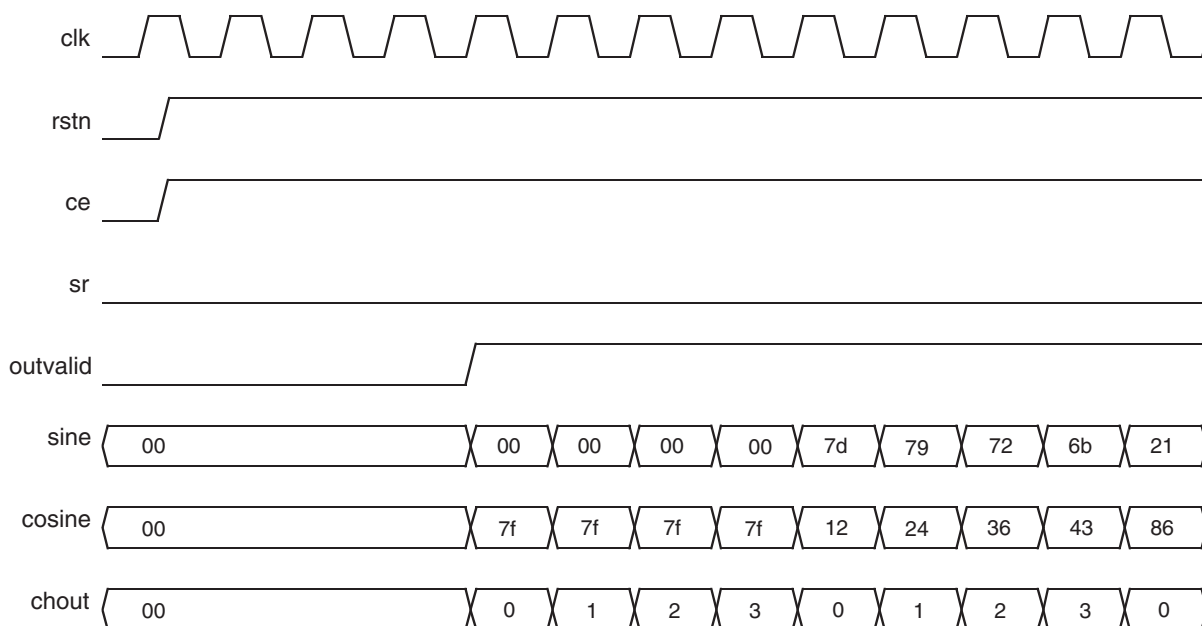 clk
rstn
ce
sr
outvalid
sine 00 00 00 00 00 7d 79 72 6b 21
cosine 00 7f 7f 7f 7f 12 24 36 43 86
chout 00 0 1 2 3 0 1 2 3 0